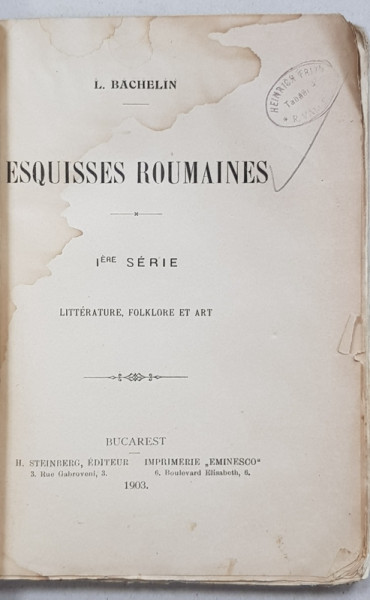 L. BACHELIN
HEINRICH
ESQUISSES ROUMAINES
IÈRE SÉRIE
LITTÉRATURE, FOLKLORE ET ART
BUCAREST
H. STEINBERG, ÉDITEUR IMPRIMERIE „EMINESCO“
3. Rue Gabroveni, 3. 6, Boulevard Elisabeth, 6.
1903.